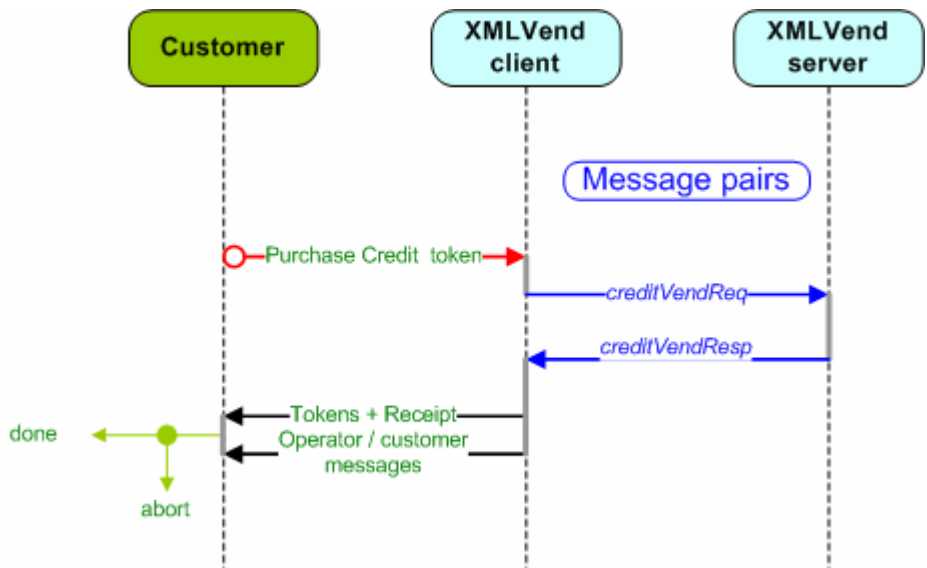 Customer
XMLVend
client
XMLVend
server
Message pairs
Purchase Credit token
creditVendReq
creditVendResp
Tokens + Receipt
done
Operator / customer
messages
abort